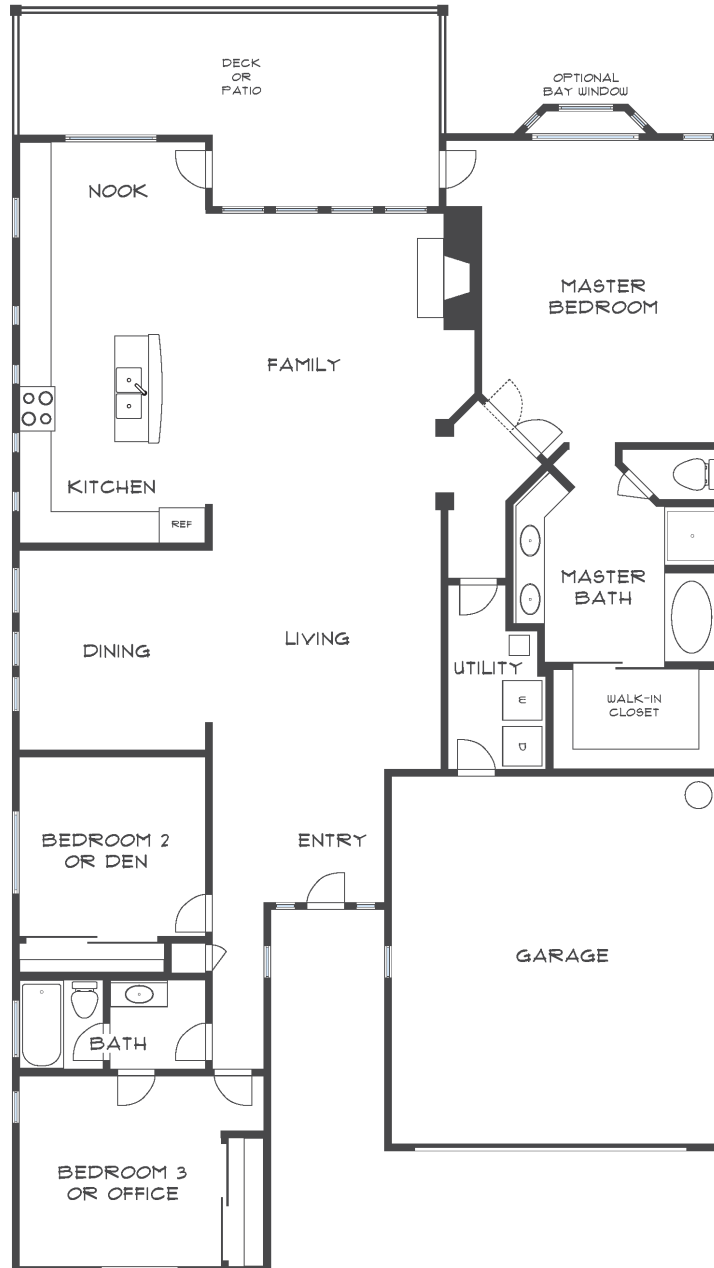 DECK
OR
PATIO
OPTIONAL
BAY WINDOW
NOOK
MASTER
BEDROOM
FAMILY
KITCHEN
REF
MASTER
BATH
LIVING
DINING
UTILITY
E
D
WALK-IN
CLOSET
BEDROOM 2
OR DEN
ENTRY
GARAGE
BATH
BEDROOM 3
OR OFFICE